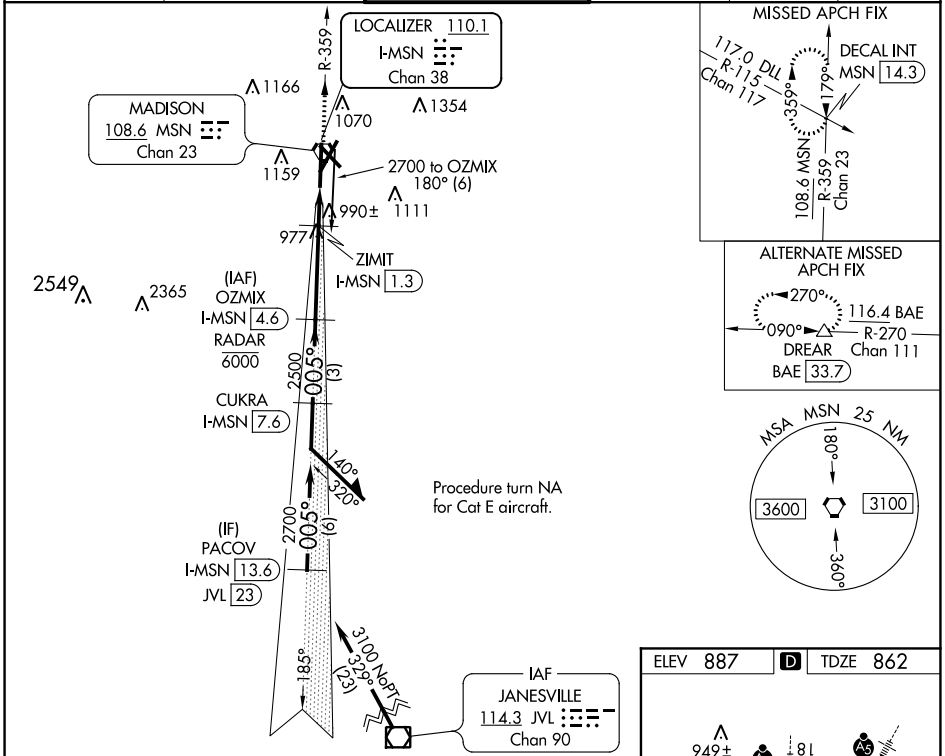 LOCALIZER 110.1
I-MSN
Chan 38
R-359
1166
1070
1354
MADISON
108.6 MSN
Chan 23
1159
2700 to OZMIX
180° (6)
990±
1111
977
ZIMIT
I-MSN 1.3
2549
2365
(IAF)
OZMIX
I-MSN 4.6
RADAR
6000
2500
005°
(3)
CUKRA
I-MSN 7.6
140°
320°
Procedure turn NA
for Cat E aircraft.
2700
005°
(6)
(IF)
PACOV
I-MSN 13.6
JVL 23
185°
3100 NoPT
329°
(23)
IAF
JANESVILLE
114.3 JVL
Chan 90
MISSED APCH FIX
117.0 DLL
R-115
Chan 117
DECAL INT
MSN 14.3
359°
179°
108.6 MSN
R-359
Chan 23
ALTERNATE MISSED
APCH FIX
270°
116.4 BAE
090°
R-270
DREAR
Chan 111
BAE 33.7
MSA MSN 25 NM
180°
3600
3100
360°
ELEV 887
D
TDZE 862
949±
18
A5